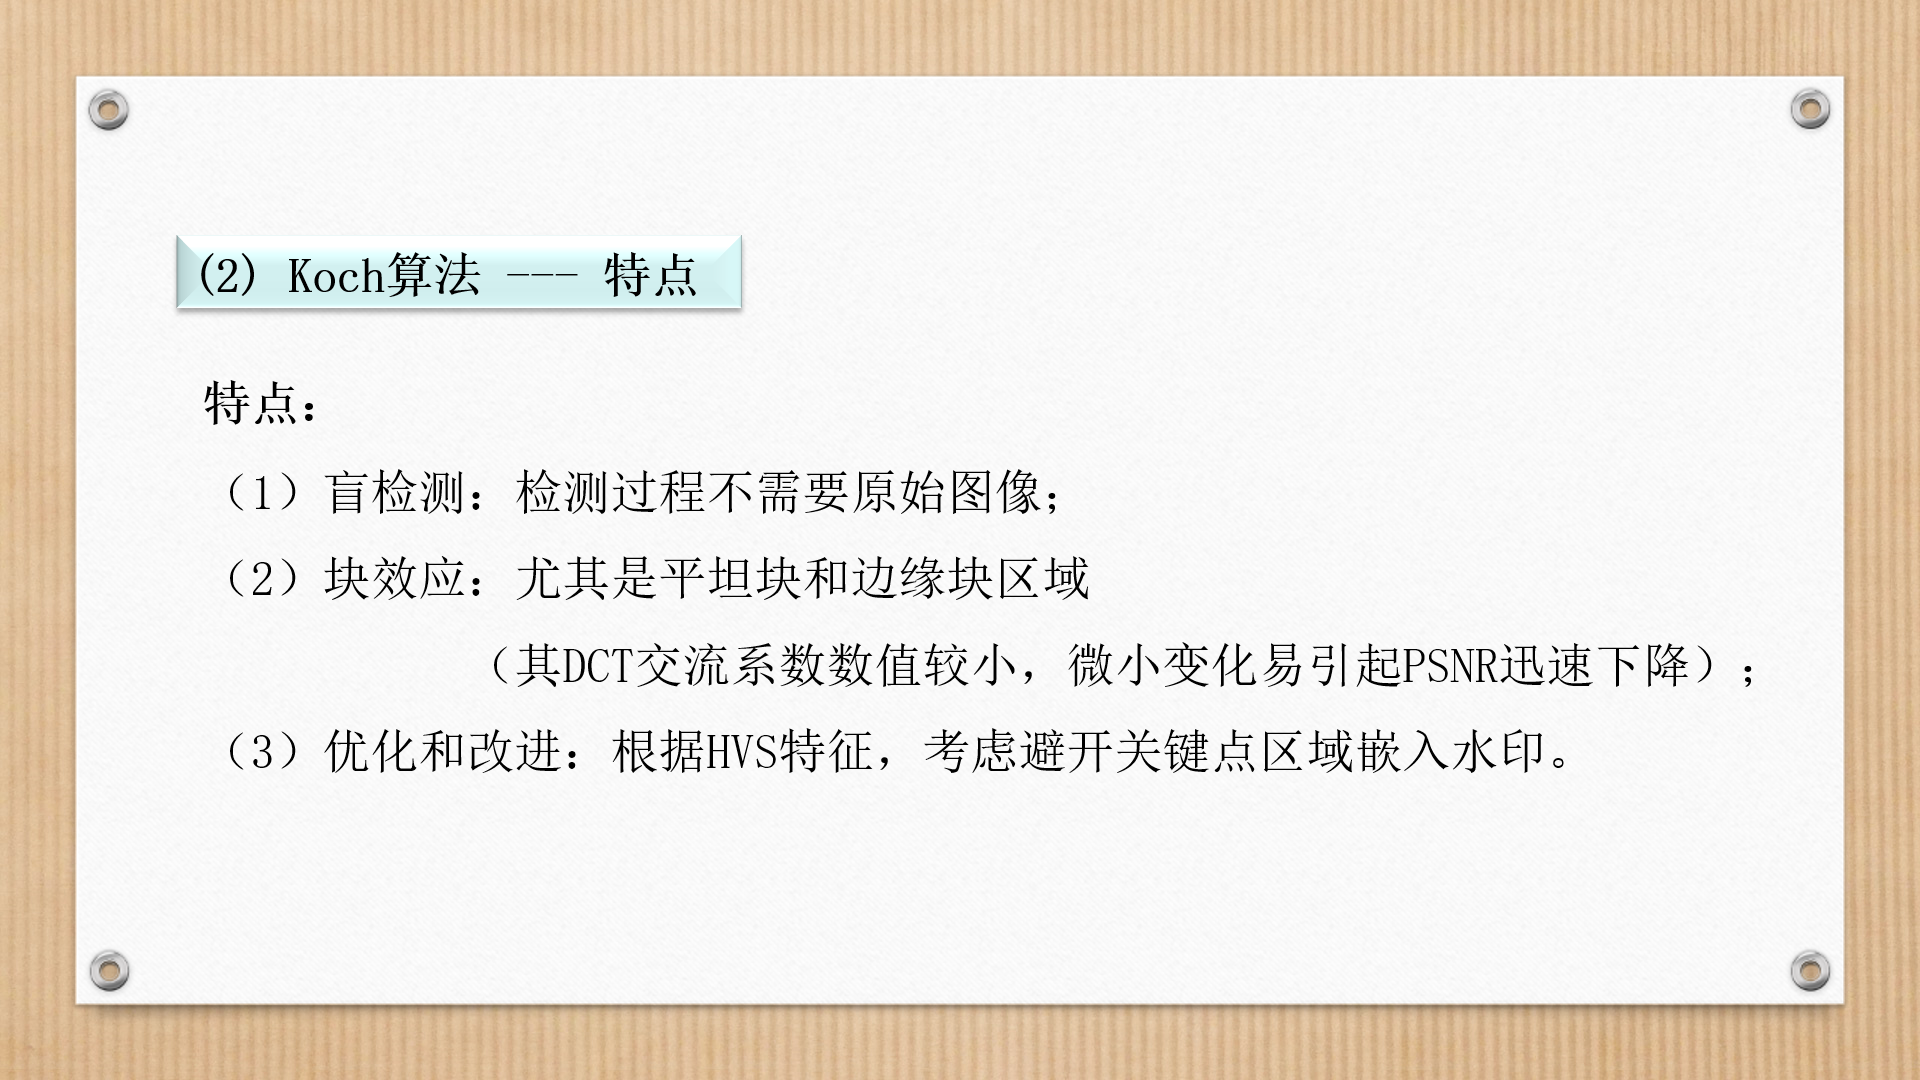 (2) Koch算法 --- 特点
特点：
（1）盲检测：检测过程不需要原始图像；
（2）块效应：尤其是平坦块和边缘块区域
（其DCT交流系数数值较小，微小变化易引起PSNR迅速下降）；
（3）优化和改进：根据HVS特征，考虑避开关键点区域嵌入水印。